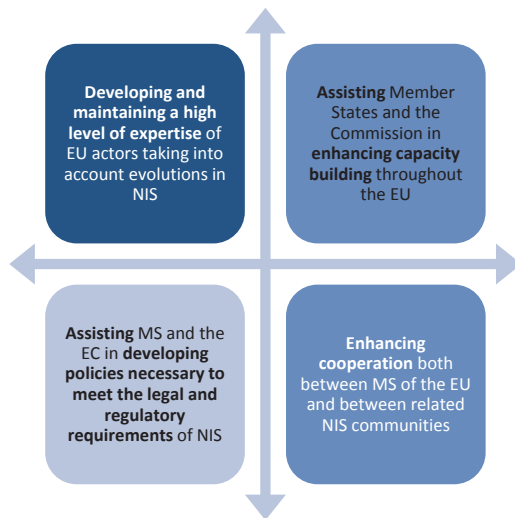 Developing and
maintaining a high
level of expertise of
EU actors taking into
account evolutions in
NIS
Assisting Member
States and the
Commission in
enhancing capacity
building throughout
the EU
Assisting MS and the
EC in developing
policies necessary to
meet the legal and
regulatory
requirements of NIS
Enhancing
cooperation both
between MS of the EU
and between related
NIS communities